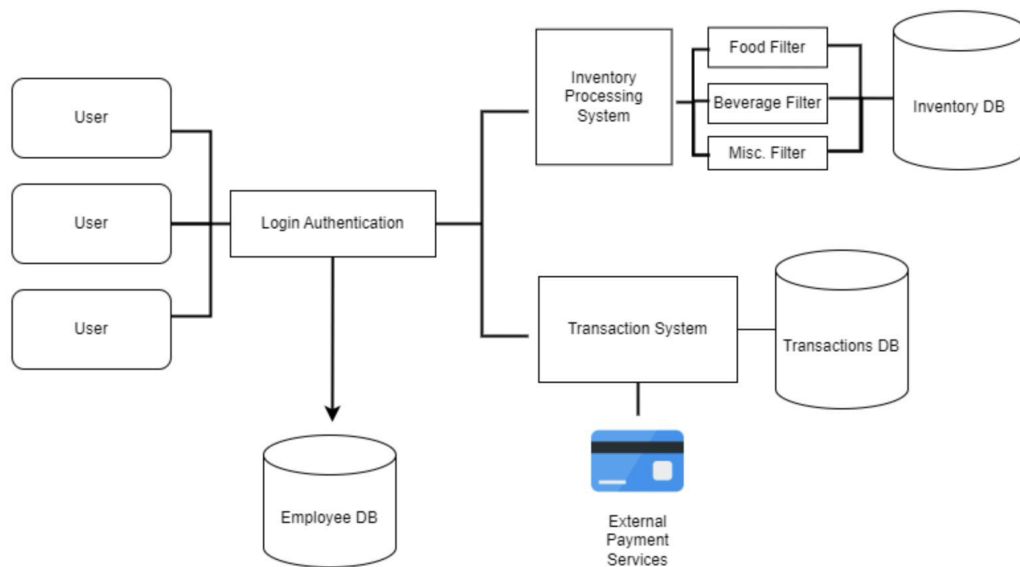 User
User
User
Login Authentication
Employee DB
Inventory
Processing
System
Food Filter
Beverage Filter
Misc. Filter
Inventory DB
Transaction System
Transactions DB
External
Payment
Services